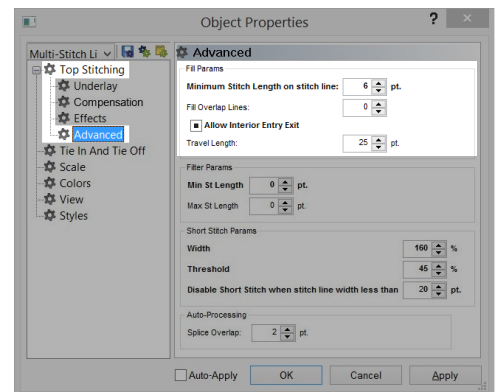 Object Properties
?
×
Multi-Stitch Li
Top Stitching
Underlay
Compensation
Effects
Advanced
Tie In And Tie Off
Scale
Colors
View
Styles
Advanced
Fill Params
Minimum Stitch Length on stitch line: 6 pt.
Fill Overlap Lines: 0
Allow Interior Entry Exit
Travel Length: 25 pt.
Filter Params
Min St Length 0 pt.
Max St Length 0 pt.
Short Stitch Params
Width 160 %
Threshold 45 %
Disable Short Stitch when stitch line width less than 20 pt.
Auto-Processing
Splice Overlap: 2 pt.
Auto-Apply OK Cancel Apply